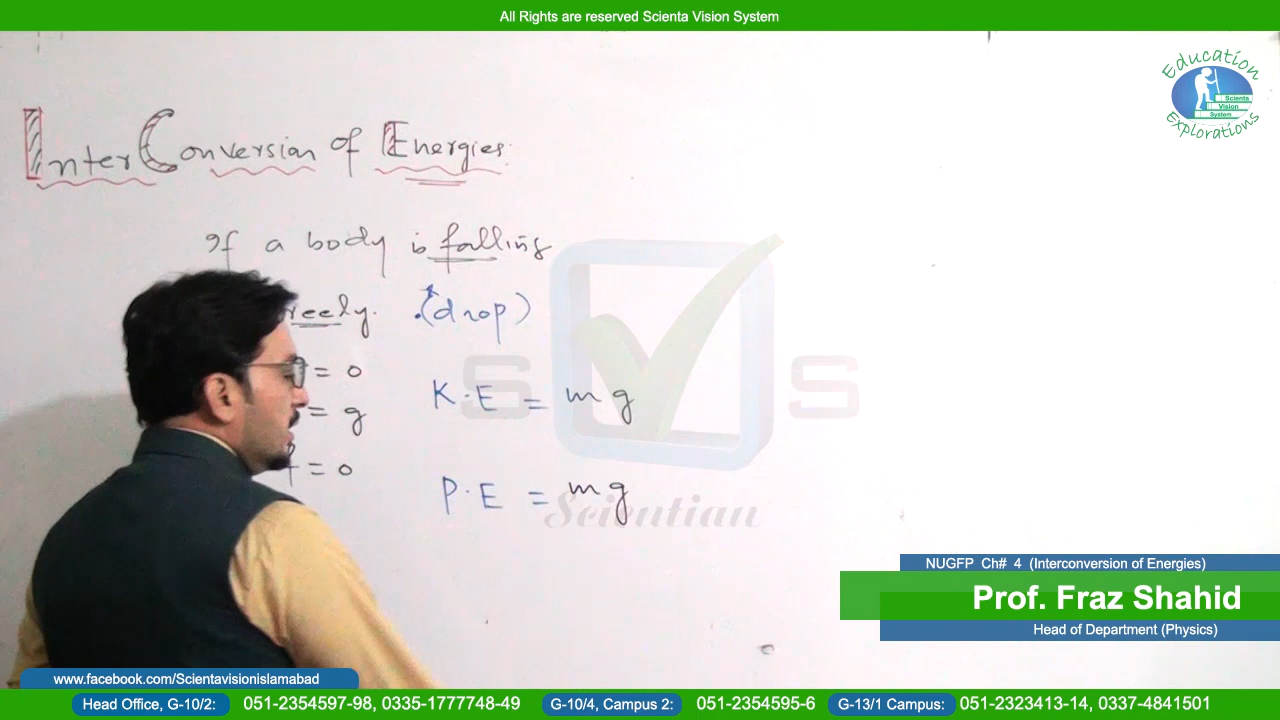 All Rights are reserved Scienta Vision System
Education
Scienta
Vision
System
Explorations
InterConversion of Energies.
If a body is falling
reely. (drop)
= 0
K.E = mg
= g
f = 0
P.E = mg
S S
Scientian
NUGFP Ch# 4 (Interconversion of Energies)
Prof. Fraz Shahid
Head of Department (Physics)
www.facebook.com/Scientavisionislamabad
Head Office, G-10/2: 051-2354597-98, 0335-1777748-49 G-10/4, Campus 2: 051-2354595-6 G-13/1 Campus: 051-2323413-14, 0337-4841501